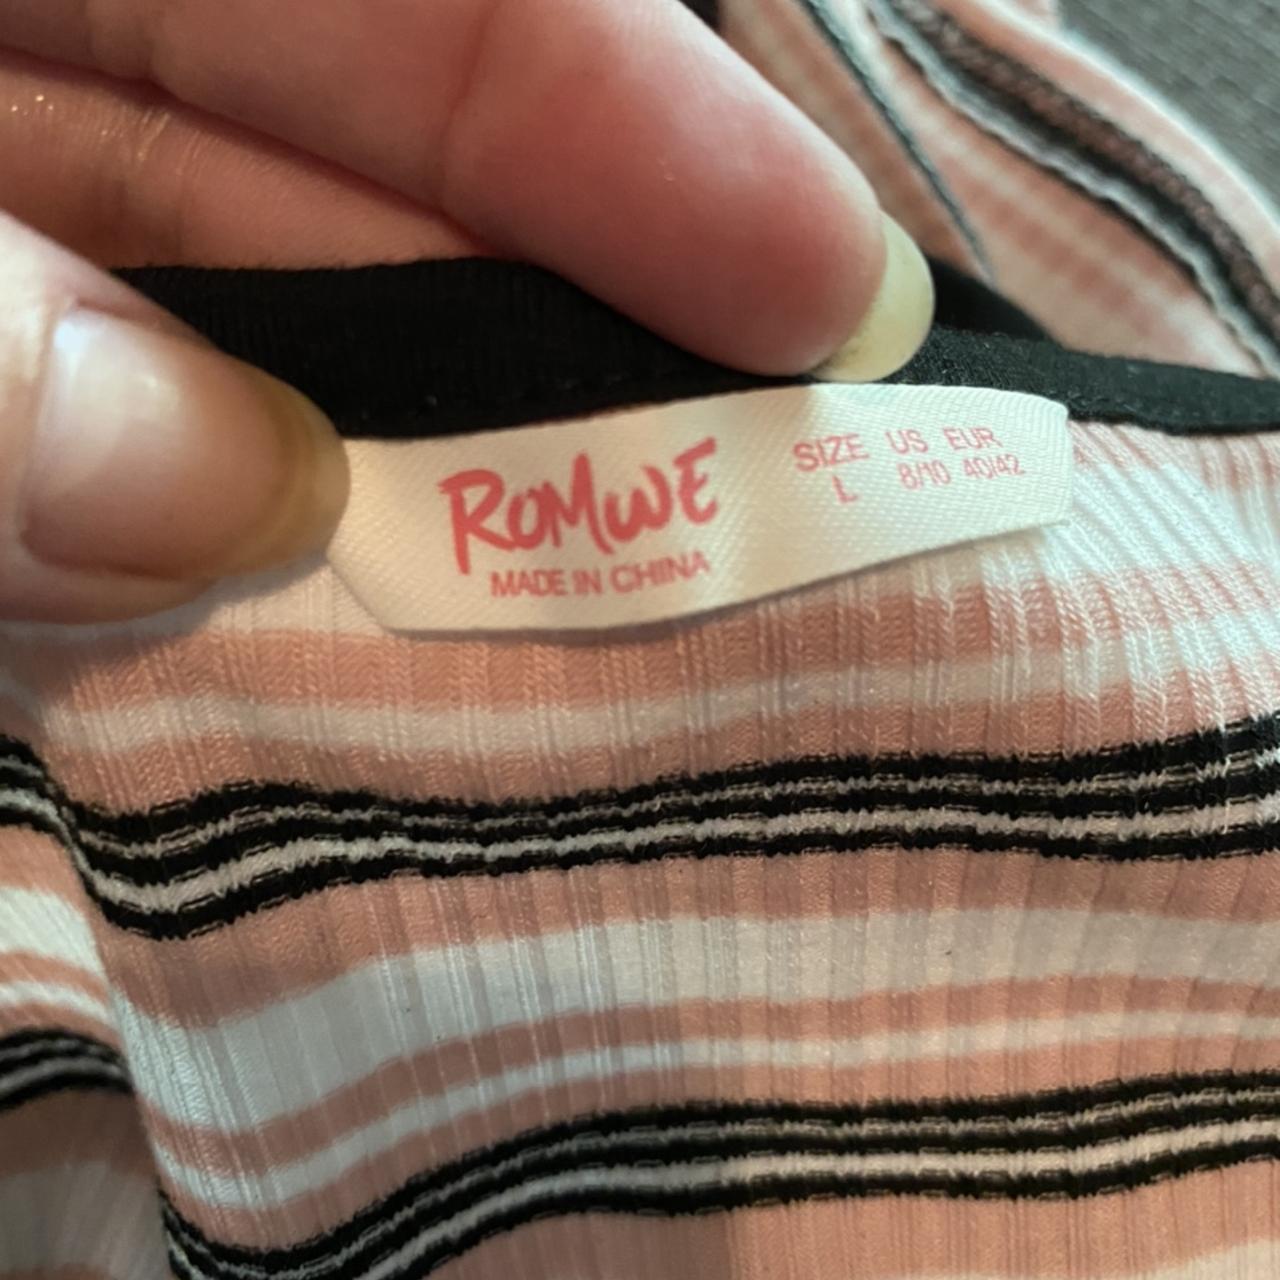 ROMWE
MADE IN CHINA
SIZE US EUR
L 8/10 40/42